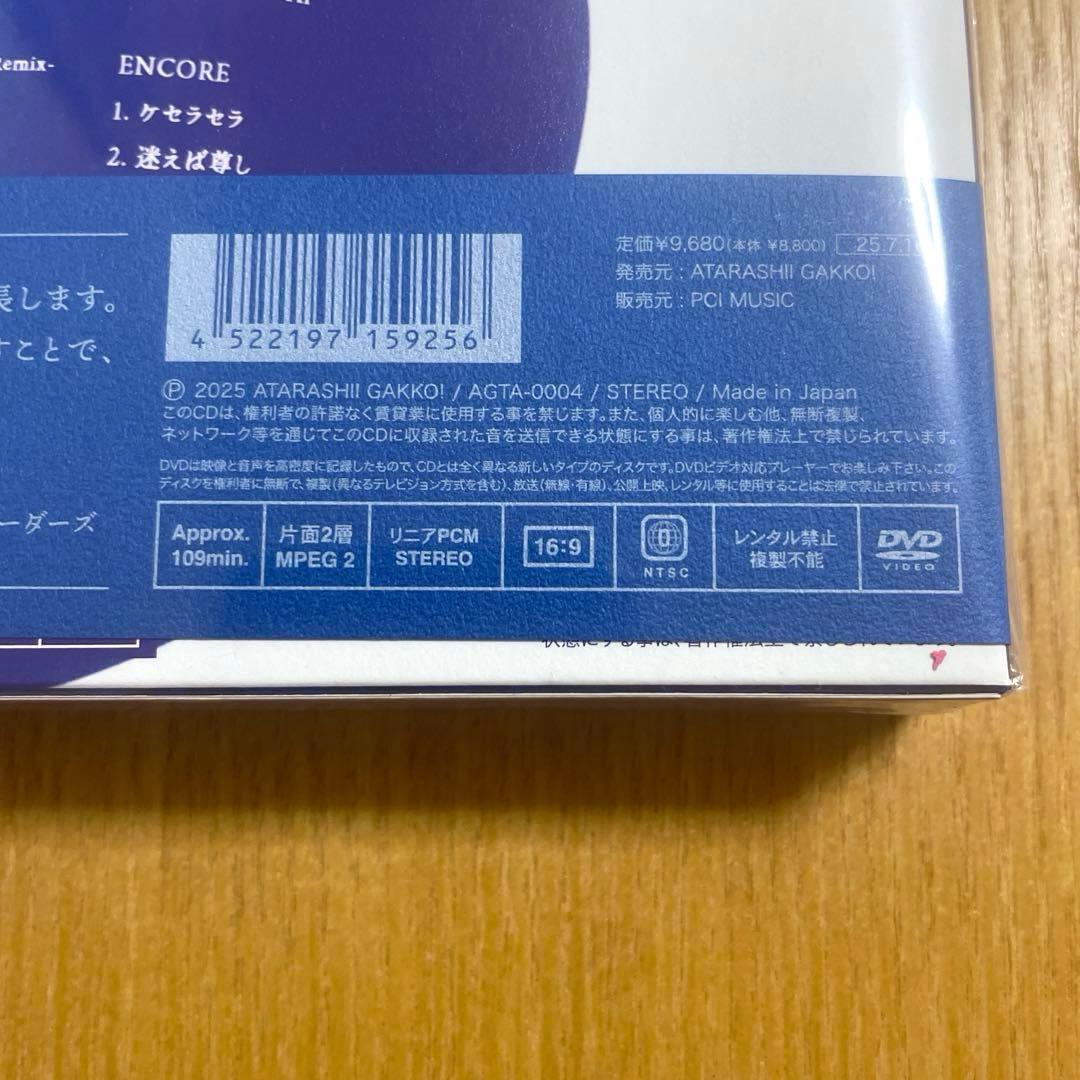 Remix-
ENCORE
1. ケセラセラ
2. 迷えば尊し
長します。
すことで、
ーダーズ
4 522197 159256
定価¥9,680(本体 ¥8,800) 25.7.1
発売元 : ATARASHII GAKKO!
販売元 : PCI MUSIC
Ⓟ 2025 ATARASHII GAKKO! / AGTA-0004 / STEREO / Made in Japan
このCDは、権利者の許諾なく賃貸業に使用する事を禁じます。また、個人的に楽しむ他、無断複製、
ネットワーク等を通じてこのCDに収録された音を送信できる状態にする事は、著作権法上で禁じられています。
DVDは映像と音声を高密度に記録したもので、CDとは全く異なる新しいタイプのディスクです。DVDビデオ対応プレーヤーでお楽しみ下さい。この
ディスクを権利者に無断で、複製(異なるテレビジョン方式を含む)、放送(無線・有線)、公開上映、レンタル等に使用することは法律で禁止されています。
Approx. 109min.
片面2層 MPEG 2
リニアPCM STEREO
16:9
0 NTSC
レンタル禁止 複製不能
DVD VIDEO